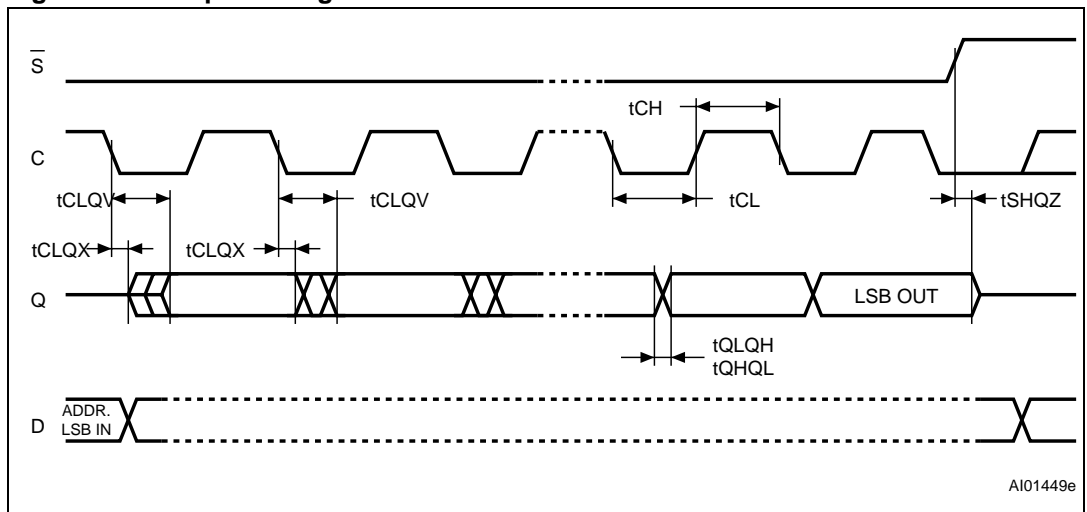 S
tCH
C
tCLQV
tCLQV
tCL
tSHQZ
tCLQX
tCLQX
Q
LSB OUT
tQLQH
tQHQL
ADDR.
D LSB IN
AI01449e